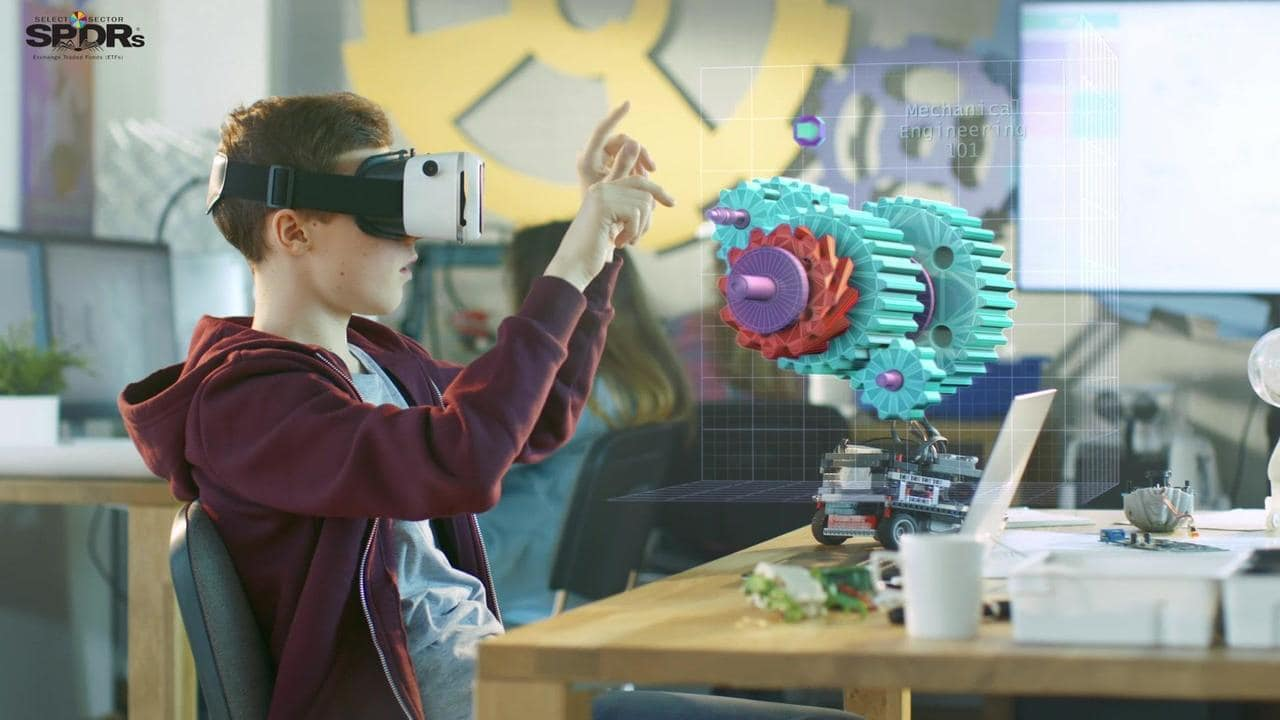 SELECT SECTOR
SPDRs
Exchange Traded Funds (ETFs)
Mechanical
Engineering
101